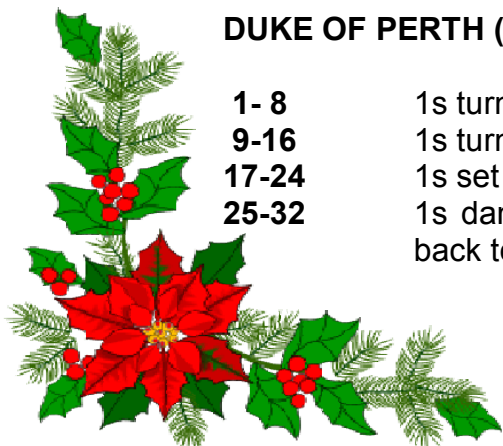 DUKE OF PERTH (
1- 8 1s turn
9-16 1s turn
17-24 1s set
25-32 1s dan
back to